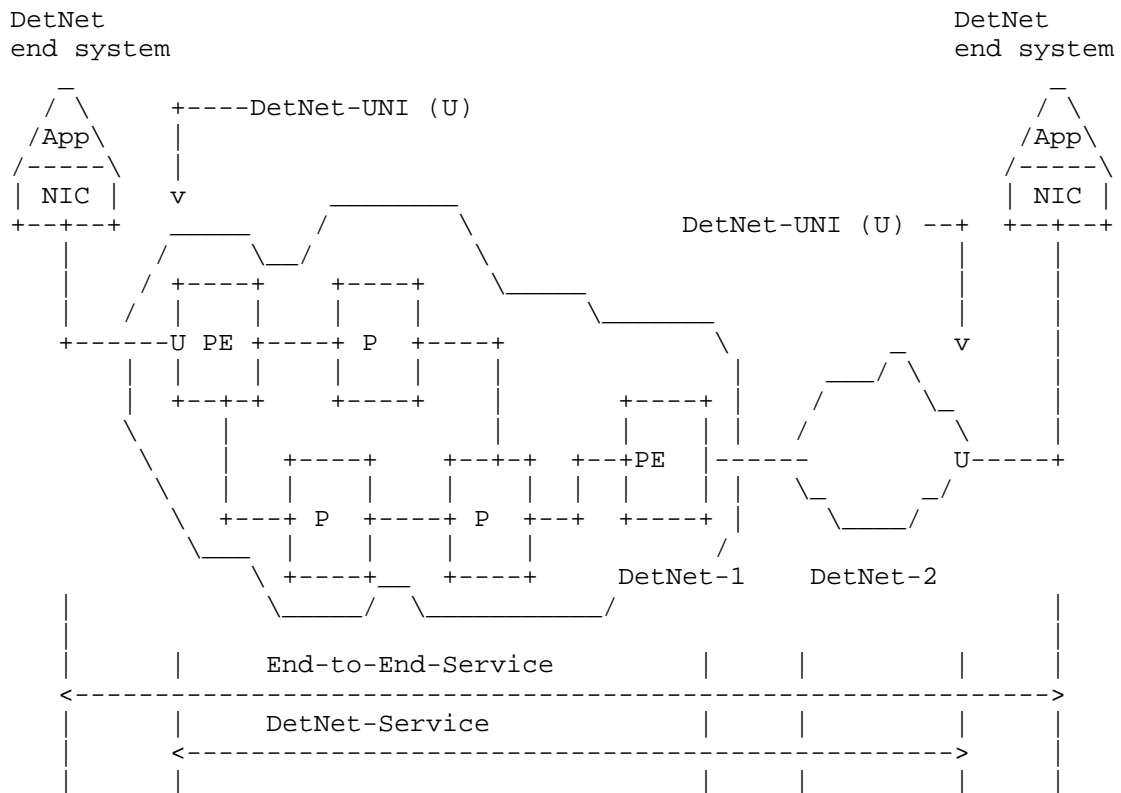 DetNet DetNet
end system end system
+----DetNet-UNI (U)
App App
NIC v NIC
DetNet-UNI (U) --+
U PE P v
PE U
P P
DetNet-1 DetNet-2
End-to-End-Service
DetNet-Service